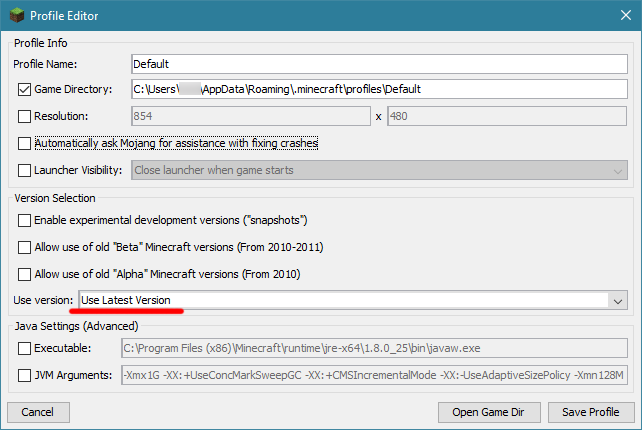 Profile Editor
Profile Info
Profile Name: Default
Game Directory: C:\Users\ \AppData\Roaming\.minecraft\profiles\Default
Resolution: 854 x 480
Automatically ask Mojang for assistance with fixing crashes
Launcher Visibility: Close launcher when game starts
Version Selection
Enable experimental development versions ("snapshots")
Allow use of old "Beta" Minecraft versions (From 2010-2011)
Allow use of old "Alpha" Minecraft versions (From 2010)
Use version: Use Latest Version
Java Settings (Advanced)
Executable: C:\Program Files (x86)\Minecraft\runtime\jre-x64\1.8.0_25\bin\javaw.exe
JVM Arguments: -Xmx1G -XX:+UseConcMarkSweepGC -XX:+CMSIncrementalMode -XX:-UseAdaptiveSizePolicy -Xmn128M
Cancel Open Game Dir Save Profile